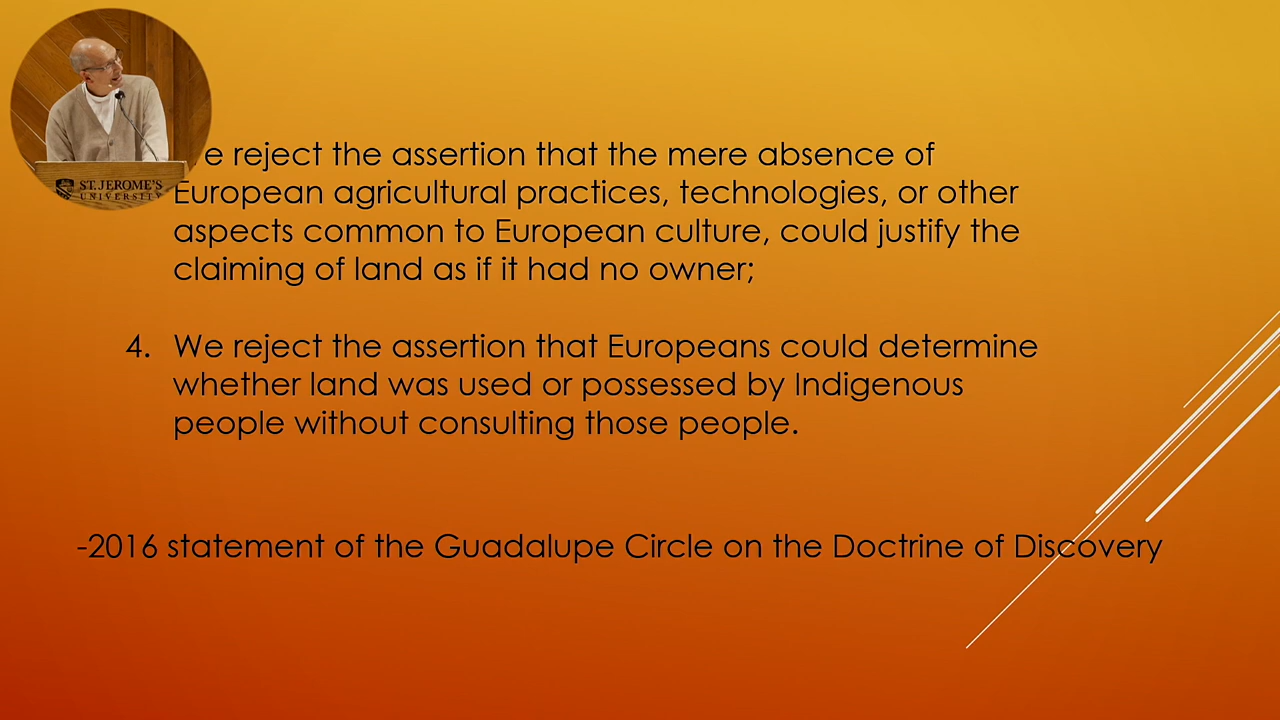 ST. JEROME'S
UNIVERSITY
e reject the assertion that the mere absence of
European agricultural practices, technologies, or other
aspects common to European culture, could justify the
claiming of land as if it had no owner;
4. We reject the assertion that Europeans could determine
whether land was used or possessed by Indigenous
people without consulting those people.
-2016 statement of the Guadalupe Circle on the Doctrine of Discovery